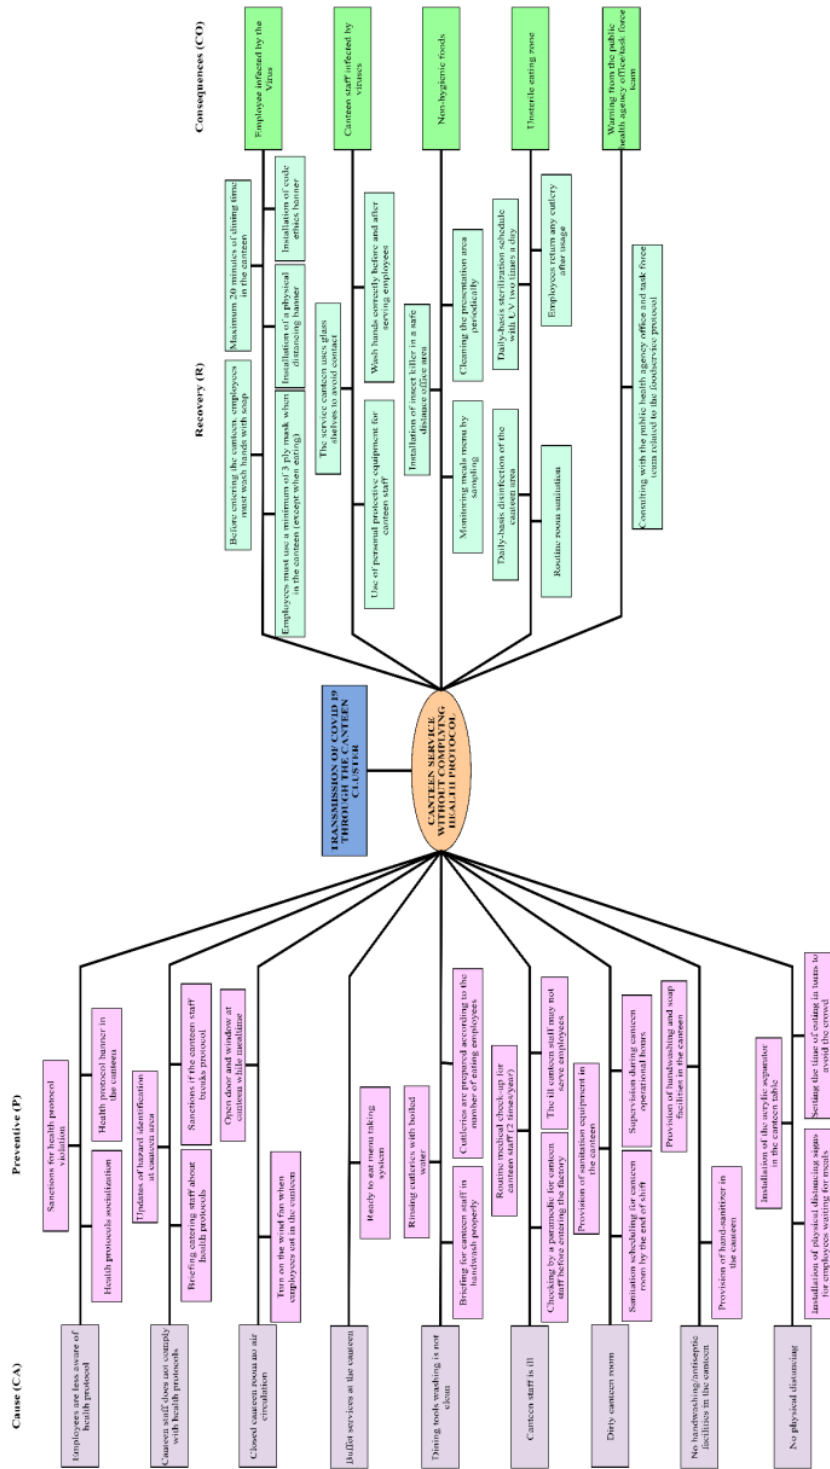 Cause (CA)
Preventive (P)
Recovery (R)
Consequences (CO)
Employees are less aware of
health protocol
Sanctions for health protocol
violation
Health protocols socialization
Health protocol banner in
the canteen
Canteen staff does not comply
with health protocols
Updates of hazard identification
at canteen area
Briefing catering staff about
health protocols
Sanctions if the canteen staff
breaks protocol
Closed canteen room no air
circulation
Open door and window at
canteen while mealtime
Turn on the wind fan when
employees eat in the canteen
Buffet services at the canteen
Ready to eat menu taking
system
Dining tools washing is not
clean
Rinsing cutleries with boiled
water
Briefing for canteen staff in
handwash properly
Cuttleries are prepared according to the
number of eating employees
Canteen staff is ill
Routine medical check-up for
canteen staff (2 times/year)
Checking by a paramedic for canteen
staff before entering the factory
The ill canteen staff may not
serve employees
Dirty canteen room
Provision of sanitation equipment in
the canteen
Sanitation scheduling for canteen
room by the end of shift
Supervision during canteen
operational hours
No handwashing/antiseptic
facilities in the canteen
Provision of handwashing and soap
facilities in the canteen
Provision of hand-sanitizer in
the canteen
No physical distancing
Installation of the acrylic separator
in the canteen table
Installation of physical distancing signs
for employees waiting for meals
Setting the time of eating in turns to
avoid the crowd
TRANSMISSION OF COVID 19
THROUGH THE CANTEEN
CLUSTER
CANTEEN SERVICE
WITHOUT COMPLYING
HEALTH PROTOCOL
Before entering the canteen, employees
must wash hands with soap
Maximum 20 minutes of dining time
in the canteen
Employees must use a minimum of 3 ply mask when
in the canteen (except when eating)
Installation of a physical
distancing banner
Installation of code
ethics banner
Employee infected by the
Virus
The service canteen uses glass
shelves to avoid contact
Use of personal protective equipment for
canteen staff
Wash hands correctly before and after
serving employees
Canteen staff infected by
viruses
Installation of insect killer in a safe
distance office area
Monitoring meals menu by
sampling
Cleaning the presentation area
periodically
Non-hygienic foods
Daily-basis disinfection of the
canteen area
Daily-basis sterilization schedule
with UV two times a day
Routine room sanitation
Employees return any cutlery
after usage
Unsterile eating zone
Consulting with the public health agency office and task force
team related to the foodservice protocol
Warning from the public
health agency office/task force
team